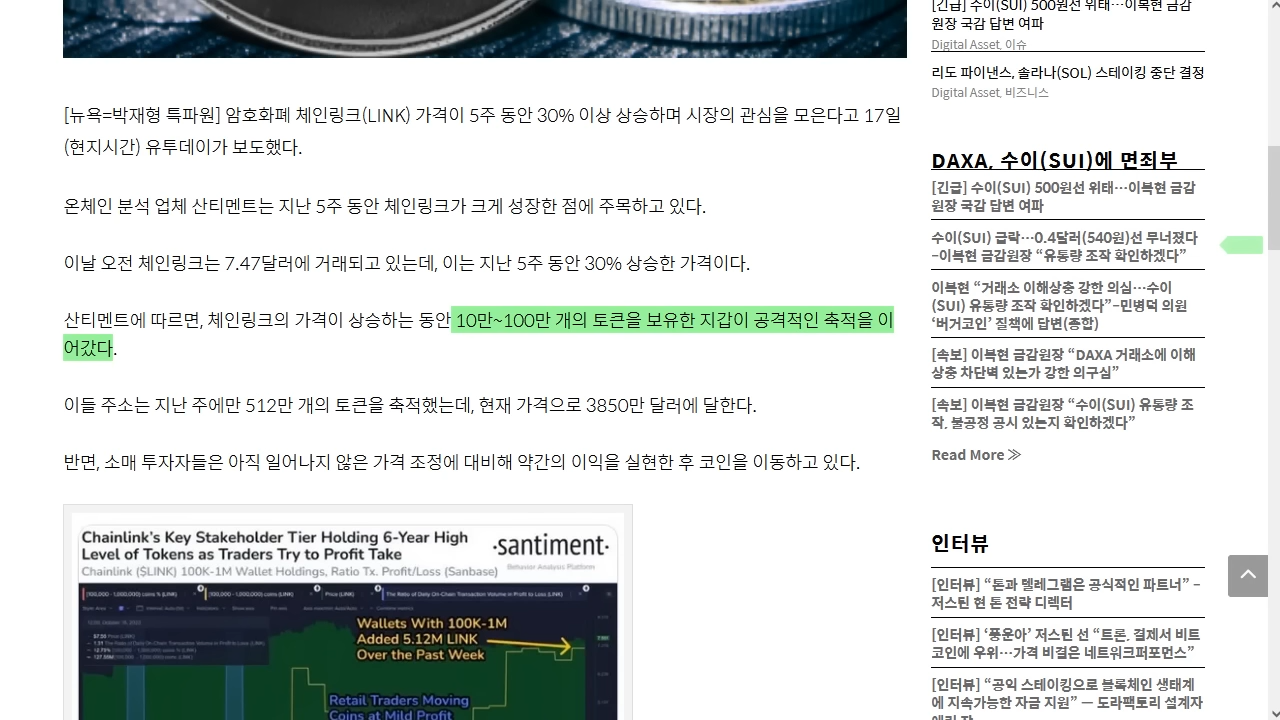 [뉴욕=박재형 특파원] 암호화폐 체인링크(LINK) 가격이 5주 동안 30% 이상 상승하며 시장의 관심을 모은다고 17일
(현지시간) 유투데이가 보도했다.
온체인 분석 업체 산티멘트는 지난 5주 동안 체인링크가 크게 성장한 점에 주목하고 있다.
이날 오전 체인링크는 7.47달러에 거래되고 있는데, 이는 지난 5주 동안 30% 상승한 가격이다.
산티멘트에 따르면, 체인링크의 가격이 상승하는 동안 10만~100만 개의 토큰을 보유한 지갑이 공격적인 축적을 이
어갔다.
이들 주소는 지난 주에만 512만 개의 토큰을 축적했는데, 현재 가격으로 3850만 달러에 달한다.
반면, 소매 투자자들은 아직 일어나지 않은 가격 조정에 대비해 약간의 이익을 실현한 후 코인을 이동하고 있다.
Chainlink's Key Stakeholder Tier Holding 6-Year High
Level of Tokens as Traders Try to Profit Take
Chainlink ($LINK) 100K-1M Wallet Holdings, Ratio Tx. Profit/Loss (Sanbase)
·santiment·
Behavior Analysis Platform
Wallets With 100K-1M
Added 5.12M LINK
Over the Past Week
Retail Traders Moving
Coins at Mild Profit
[긴급] 수이(SUI) 500원선 위태…이복현 금감
원장 국감 답변 여파
Digital Asset, 이슈
리도 파이낸스, 솔라나(SOL) 스테이킹 중단 결정
Digital Asset, 비즈니스
DAXA, 수이(SUI)에 면죄부
[긴급] 수이(SUI) 500원선 위태…이복현 금감
원장 국감 답변 여파
수이(SUI) 급락…0.4달러(540원)선 무너졌다
–이복현 금감원장 “유통량 조작 확인하겠다”
이복현 “거래소 이해상충 강한 의심…수이
(SUI) 유통량 조작 확인하겠다”–민병덕 의원
‘버거코인’ 질책에 답변(종합)
[속보] 이복현 금감원장 “DAXA 거래소에 이해
상충 차단벽 있는가 강한 의구심”
[속보] 이복현 금감원장 “수이(SUI) 유통량 조
작, 불공정 공시 있는지 확인하겠다”
Read More ≫
인터뷰
[인터뷰] “톤과 텔레그램은 공식적인 파트너” –
저스틴 현 톤 전략 디렉터
[인터뷰] ‘풍운아’ 저스틴 선 “트론, 결제서 비트
코인에 우위…가격 비결은 네트워크퍼포먼스”
[인터뷰] “공익 스테이킹으로 블록체인 생태계
에 지속가능한 자금 지원” — 도라팩토리 설계자